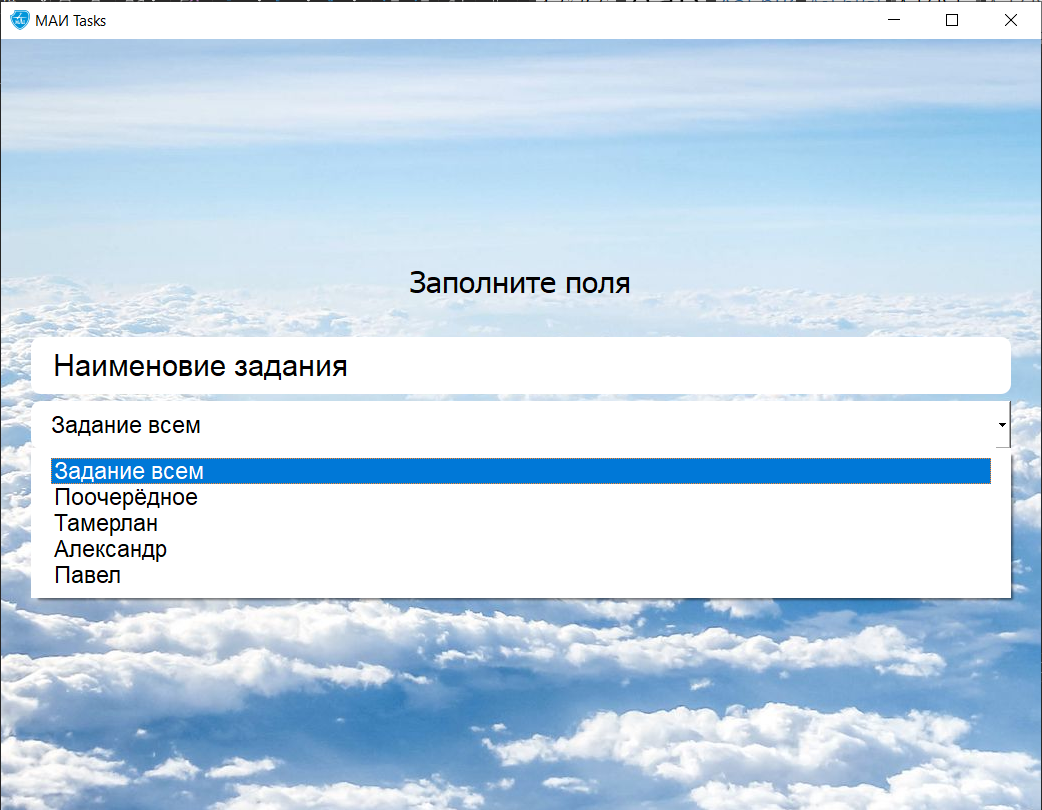 МАИ Tasks
Заполните поля
Наименовие задания
Задание всем
Задание всем
Поочерёдное
Тамерлан
Александр
Павел